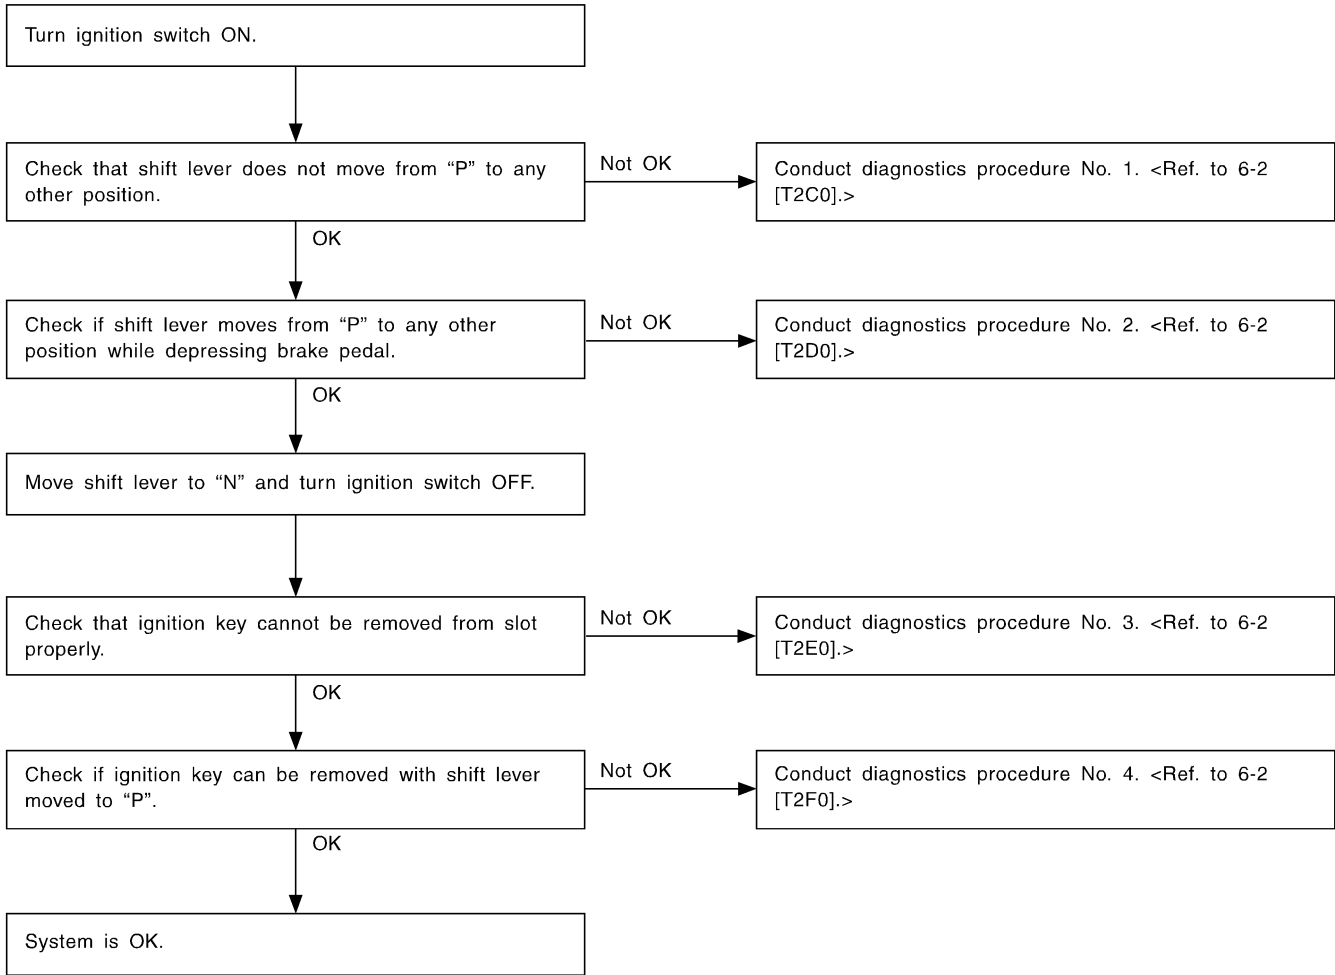 Turn ignition switch ON.
Check that shift lever does not move from “P” to any
other position.
Not OK
Conduct diagnostics procedure No. 1. <Ref. to 6-2
[T2C0].>
OK
Check if shift lever moves from “P” to any other
position while depressing brake pedal.
Not OK
Conduct diagnostics procedure No. 2. <Ref. to 6-2
[T2D0].>
OK
Move shift lever to “N” and turn ignition switch OFF.
Check that ignition key cannot be removed from slot
properly.
Not OK
Conduct diagnostics procedure No. 3. <Ref. to 6-2
[T2E0].>
OK
Check if ignition key can be removed with shift lever
moved to “P”.
Not OK
Conduct diagnostics procedure No. 4. <Ref. to 6-2
[T2F0].>
OK
System is OK.